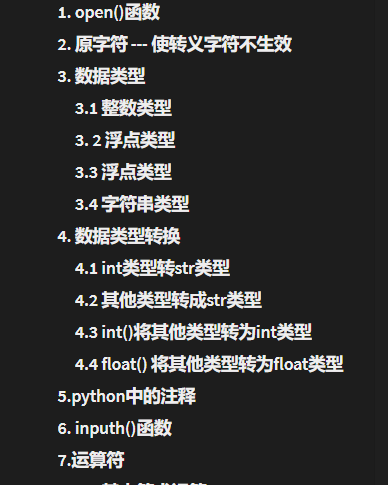 1. open()函数
2. 原字符 --- 使转义字符不生效
3. 数据类型
3.1 整数类型
3. 2 浮点类型
3.3 浮点类型
3.4 字符串类型
4. 数据类型转换
4.1 int类型转str类型
4.2 其他类型转成str类型
4.3 int()将其他类型转为int类型
4.4 float() 将其他类型转为float类型
5.python中的注释
6. inputh()函数
7.运算符